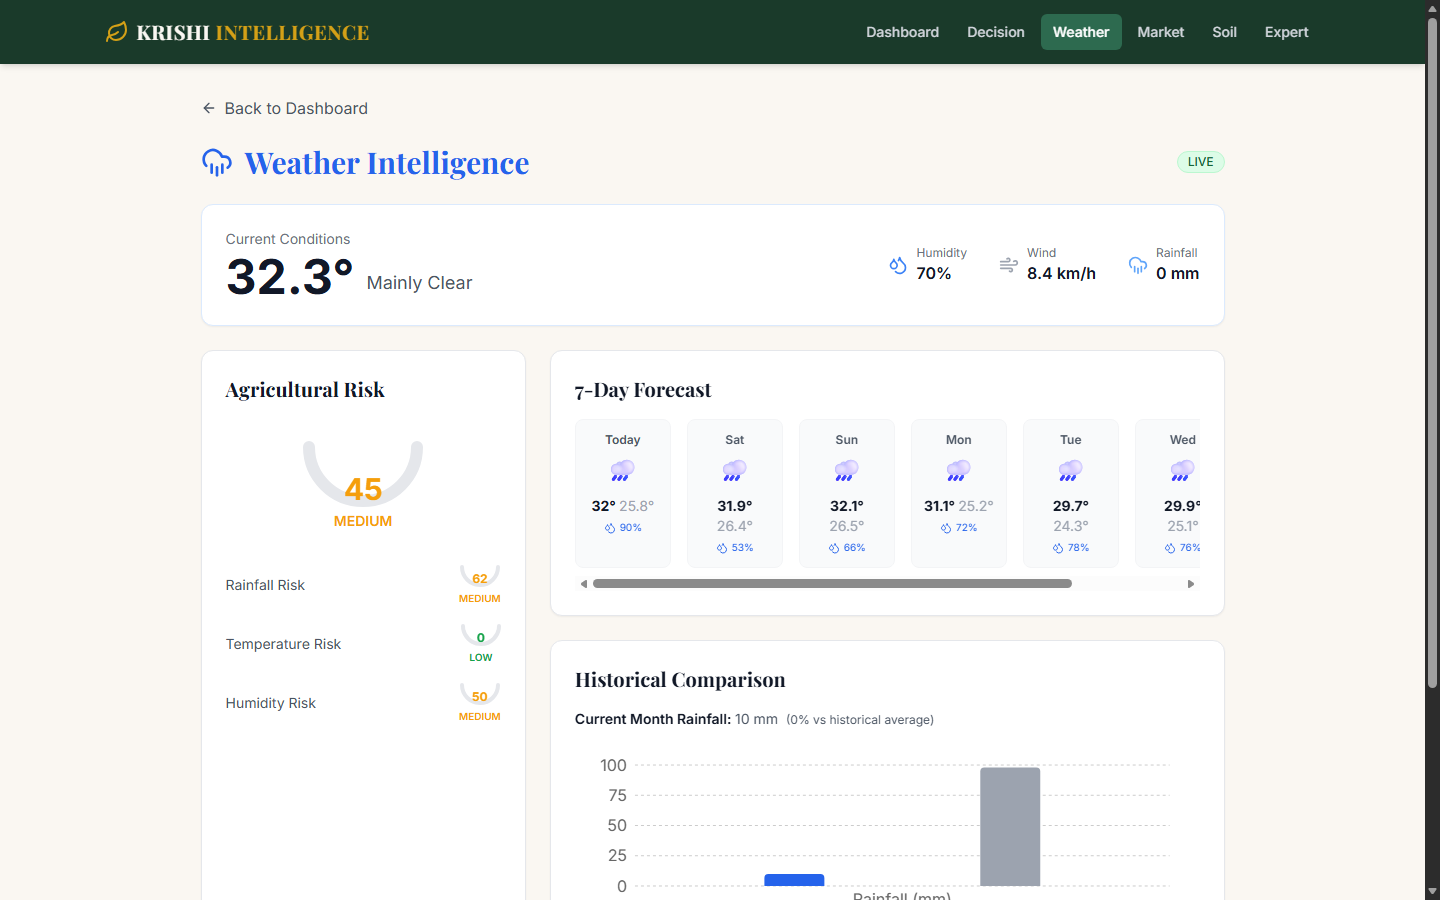 KRISHI INTELLIGENCE
Dashboard
Decision
Weather
Market
Soil
Expert
Back to Dashboard
Weather Intelligence
LIVE
Current Conditions
32.3° Mainly Clear
Humidity
70%
Wind
8.4 km/h
Rainfall
0 mm
Agricultural Risk
45
MEDIUM
Rainfall Risk
62
MEDIUM
Temperature Risk
0
LOW
Humidity Risk
50
MEDIUM
7-Day Forecast
Today
32° 25.8°
90%
Sat
31.9°
26.4°
53%
Sun
32.1°
26.5°
66%
Mon
31.1° 25.2°
72%
Tue
29.7°
24.3°
78%
Wed
29.9°
25.1°
76%
Historical Comparison
Current Month Rainfall: 10 mm (0% vs historical average)
100
75
50
25
0
Rainfall (mm)